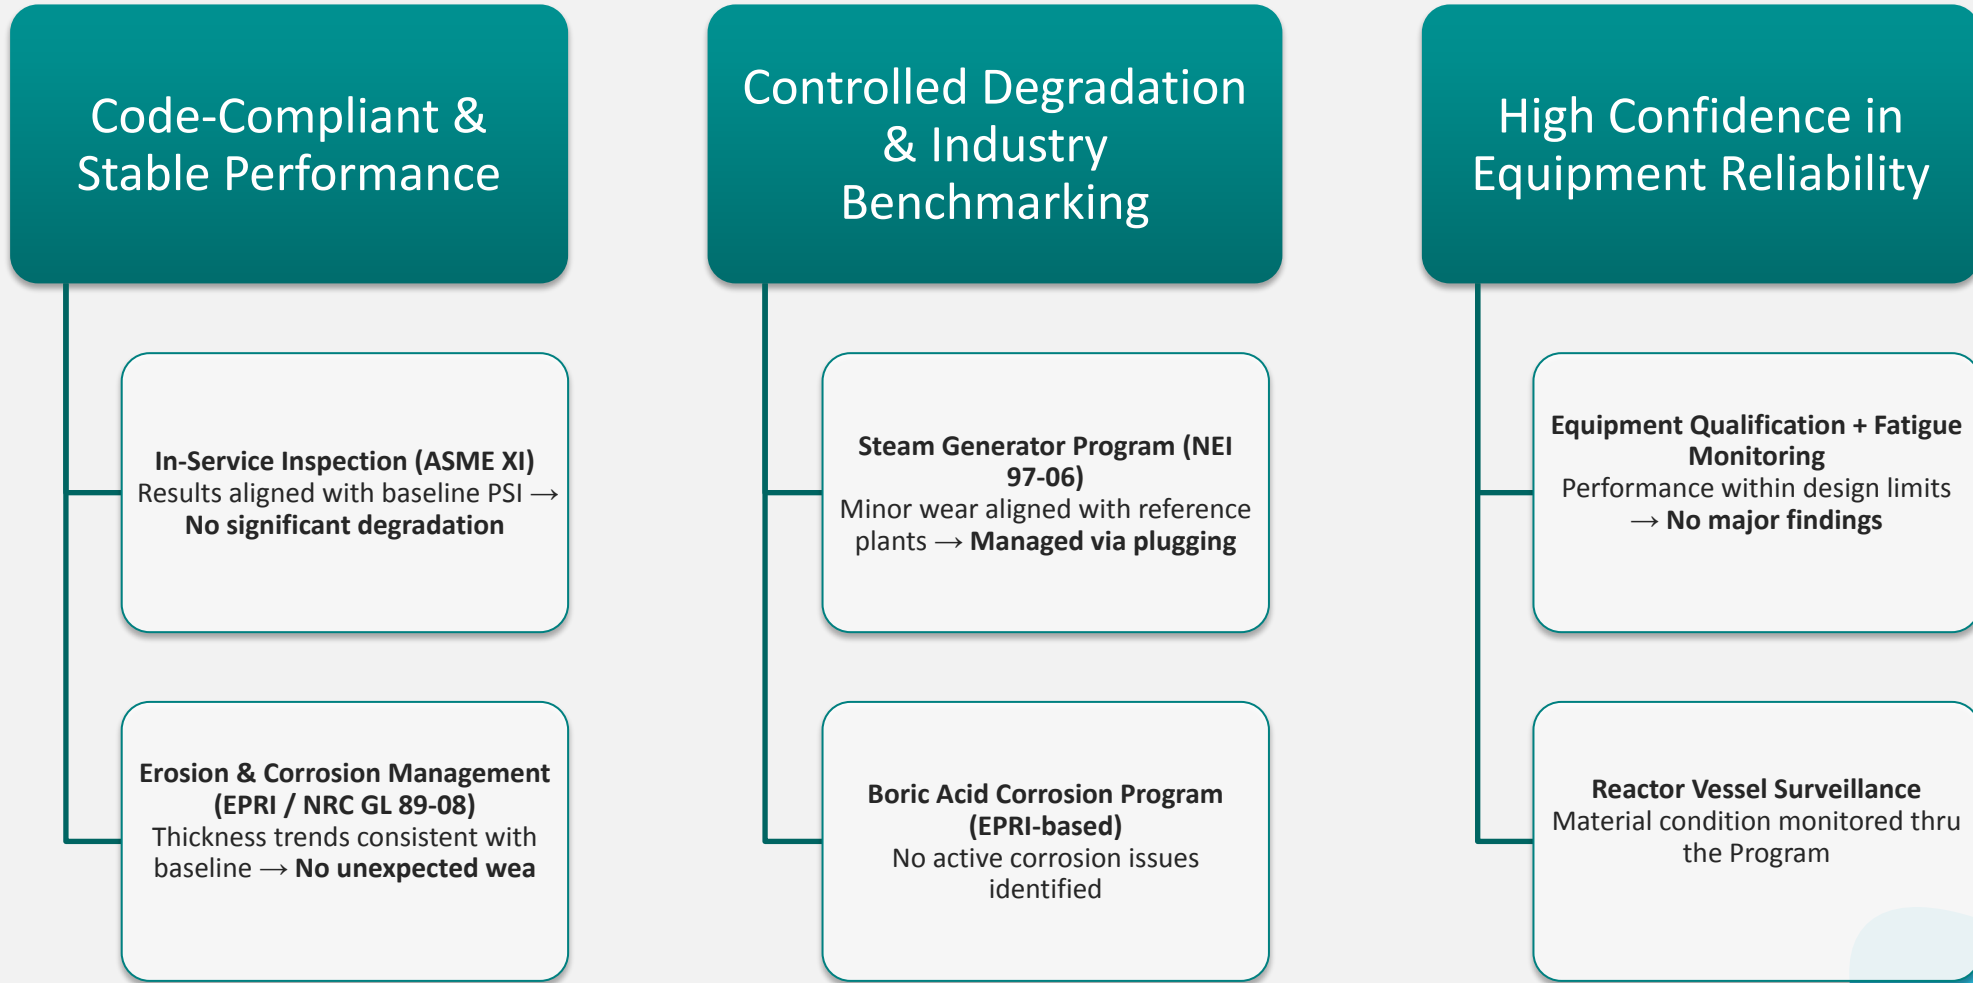 Code-Compliant &
Stable Performance
In-Service Inspection (ASME XI)
Results aligned with baseline PSI →
No significant degradation
Erosion & Corrosion Management
(EPRI / NRC GL 89-08)
Thickness trends consistent with
baseline → No unexpected wea
Controlled Degradation
& Industry
Benchmarking
Steam Generator Program (NEI
97-06)
Minor wear aligned with reference
plants → Managed via plugging
Boric Acid Corrosion Program
(EPRI-based)
No active corrosion issues
identified
High Confidence in
Equipment Reliability
Equipment Qualification + Fatigue
Monitoring
Performance within design limits
→ No major findings
Reactor Vessel Surveillance
Material condition monitored thru
the Program